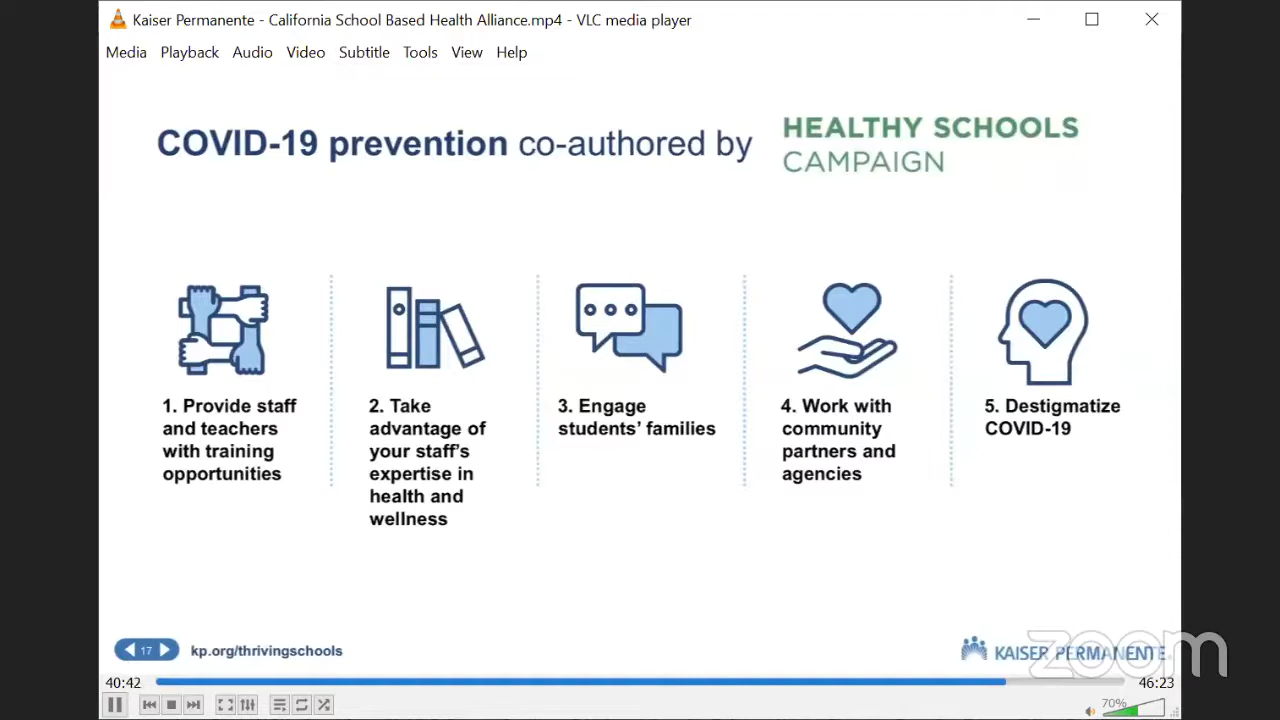 Kaiser Permanente - California School Based Health Alliance.mp4 - VLC media player
Media Playback Audio Video Subtitle Tools View Help
COVID-19 prevention co-authored by
HEALTHY SCHOOLS
CAMPAIGN
1. Provide staff
and teachers
with training
opportunities
2. Take
advantage of
your staff's
expertise in
health and
wellness
3. Engage
students' families
4. Work with
community
partners and
agencies
5. Destigmatize
COVID-19
17
kp.org/thrivingschools
KAISER PERMANENTE
zoom
40:42
46:23
70%